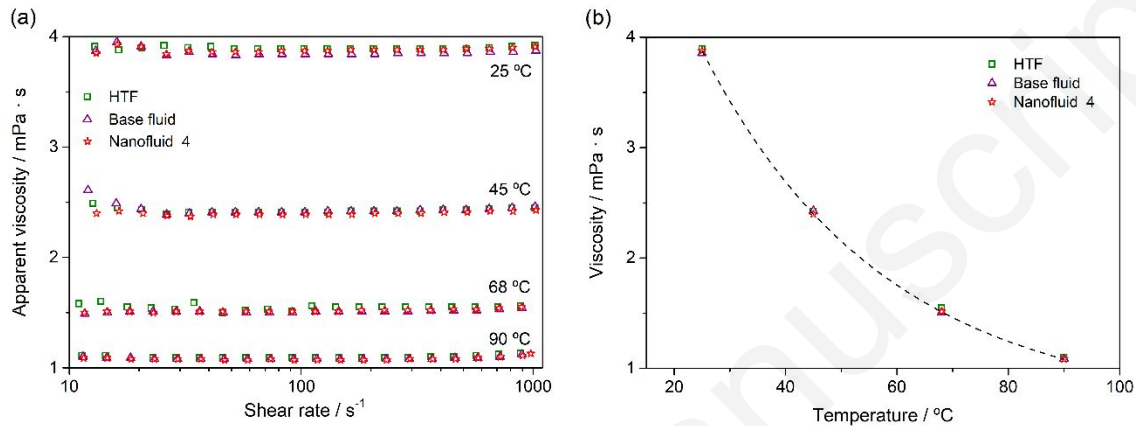 (a)
4
3
2
1
Apparent viscosity / mPa · s
HTF
Base fluid
Nanofluid 4
25 ºC
45 ºC
68 ºC
90 ºC
10
100
1000
Shear rate / s-1
(b)
4
3
2
1
Viscosity / mPa · s
HTF
Base fluid
Nanofluid 4
20
40
60
80
100
Temperature / ºC